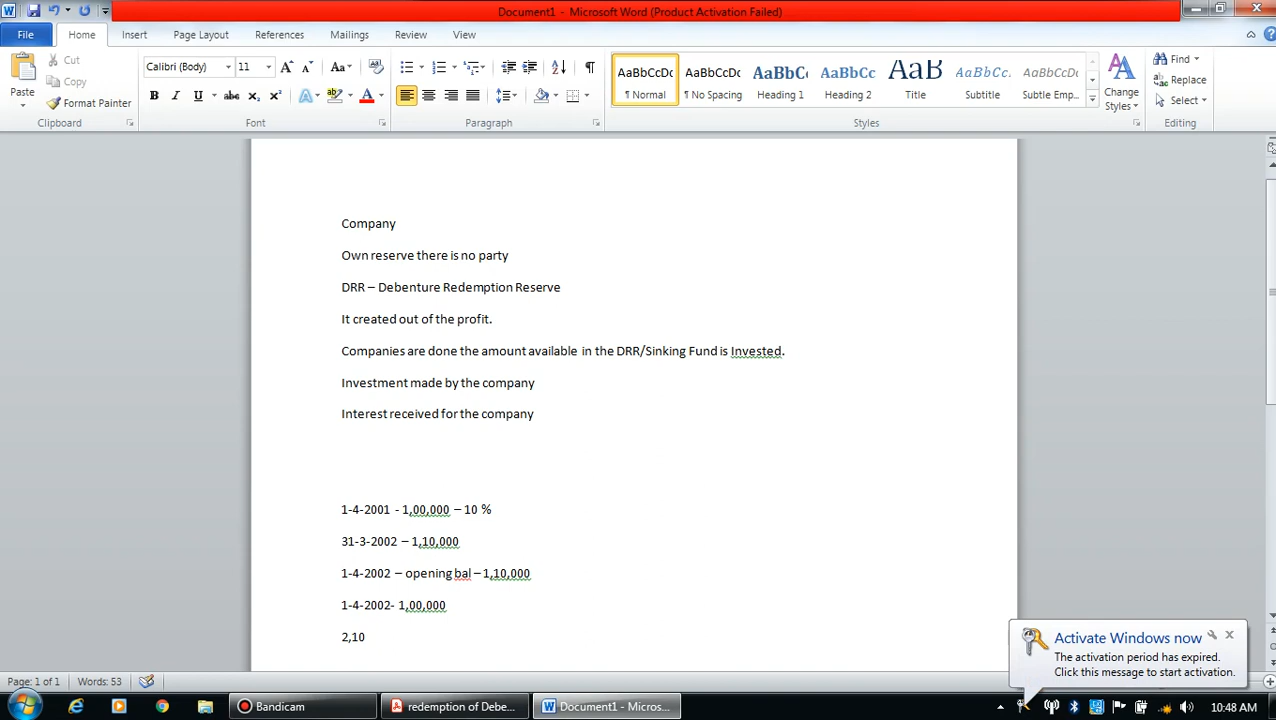 Document1 - Microsoft Word (Product Activation Failed)
File Home Insert Page Layout References Mailings Review View
Paste
Cut
Copy
Format Painter
Clipboard
Calibri (Body) 11
Font
Paragraph
AaBbCcDc AaBbCcDc AaBbCc AaBbCc AaB AaBbCc. AaBbCcDc
¶ Normal ¶ No Spacing Heading 1 Heading 2 Title Subtitle Subtle Emp...
Change Styles
Styles
Find
Replace
Select
Editing
Company
Own reserve there is no party
DRR – Debenture Redemption Reserve
It created out of the profit.
Companies are done the amount available in the DRR/Sinking Fund is Invested.
Investment made by the company
Interest received for the company
1-4-2001 - 1,00,000 – 10 %
31-3-2002 – 1,10,000
1-4-2002 – opening bal – 1,10,000
1-4-2002- 1,00,000
2,10
Activate Windows now
The activation period has expired.
Click this message to start activation.
Page: 1 of 1 Words: 53
Bandicam
redemption of Debe...
Document1 - Micros...
10:48 AM